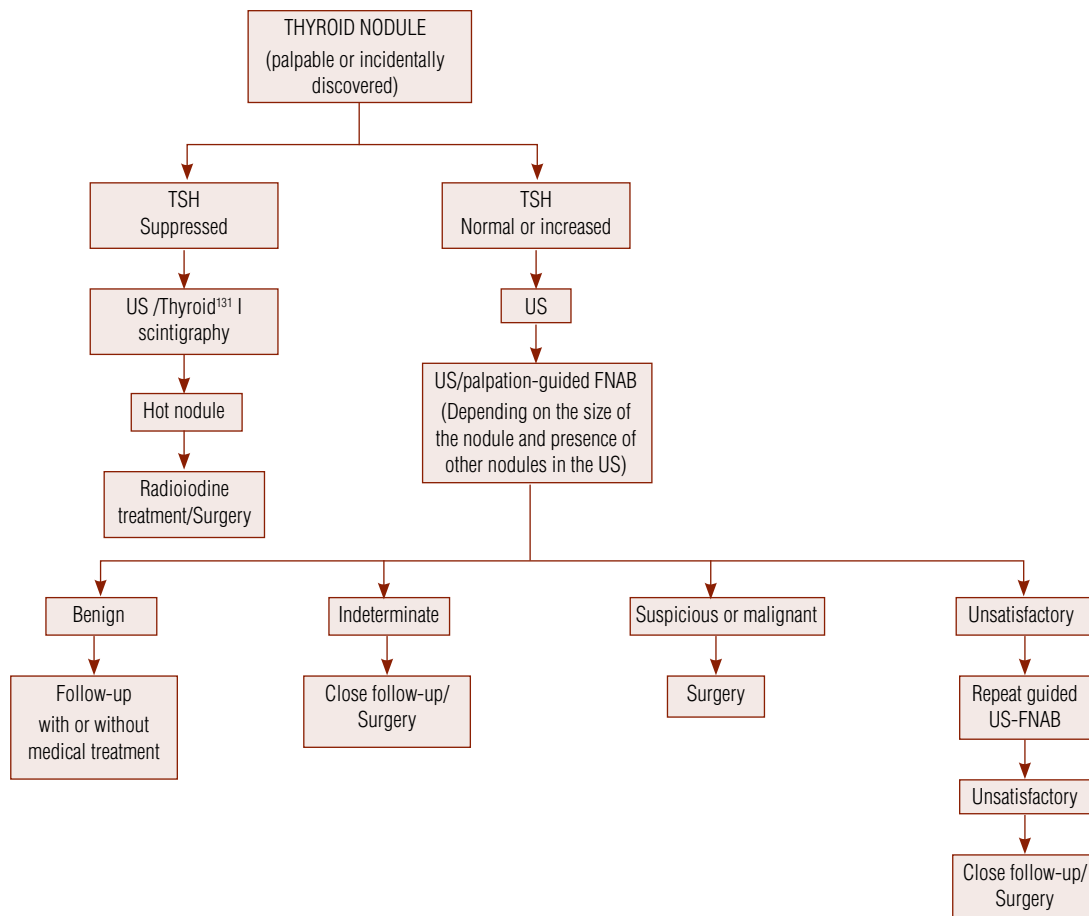 THYROID NODULE
(palpable or incidentally
discovered)
TSH
Suppressed
TSH
Normal or increased
US /Thyroid¹³¹ I
scintigraphy
US
Hot nodule
US/palpation-guided FNAB
(Depending on the size of
the nodule and presence of
other nodules in the US)
Radioiodine
treatment/Surgery
Benign
Indeterminate
Suspicious or malignant
Unsatisfactory
Follow-up
with or without
medical treatment
Close follow-up/
Surgery
Surgery
Repeat guided
US-FNAB
Unsatisfactory
Close follow-up/
Surgery